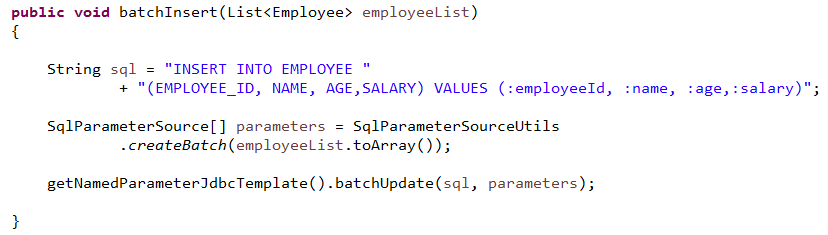 public void batchInsert(List<Employee> employeeList)
{
String sql = "INSERT INTO EMPLOYEE "
+ "(EMPLOYEE_ID, NAME, AGE,SALARY) VALUES (:employeeId, :name, :age,:salary)";
SqlParameterSource[] parameters = SqlParameterSourceUtils
.createBatch(employeeList.toArray());
getNamedParameterJdbcTemplate().batchUpdate(sql, parameters);
}